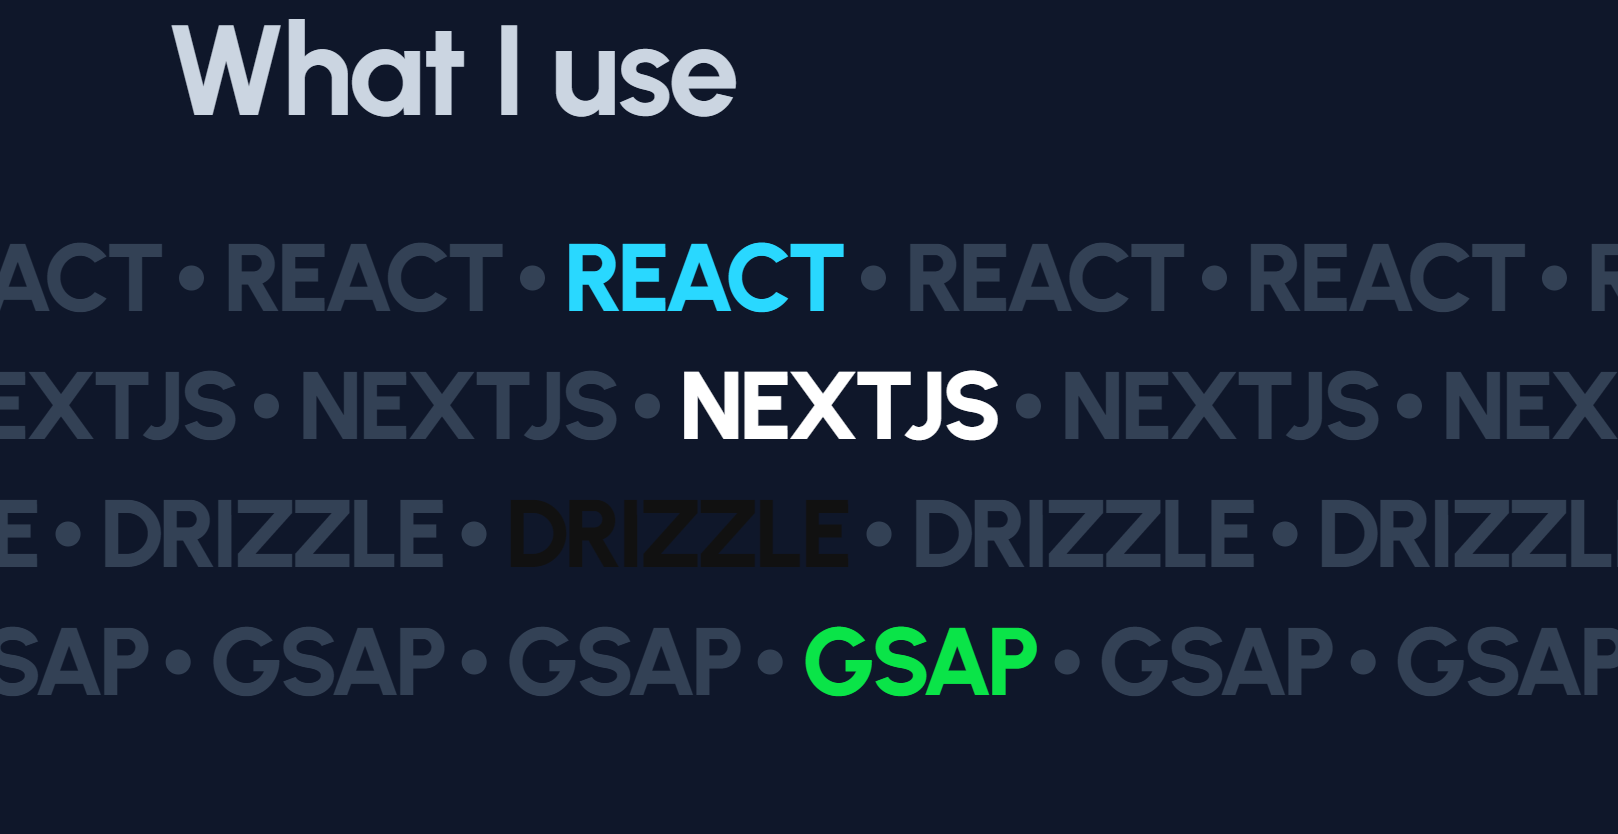 What I use
ACT • REACT • REACT • REACT • REACT • R
EXTJS • NEXTJS • NEXTJS • NEXTJS • NEX
E • DRIZZLE • DRIZZLE • DRIZZLE • DRIZZL
SAP • GSAP • GSAP • GSAP • GSAP • GSAP